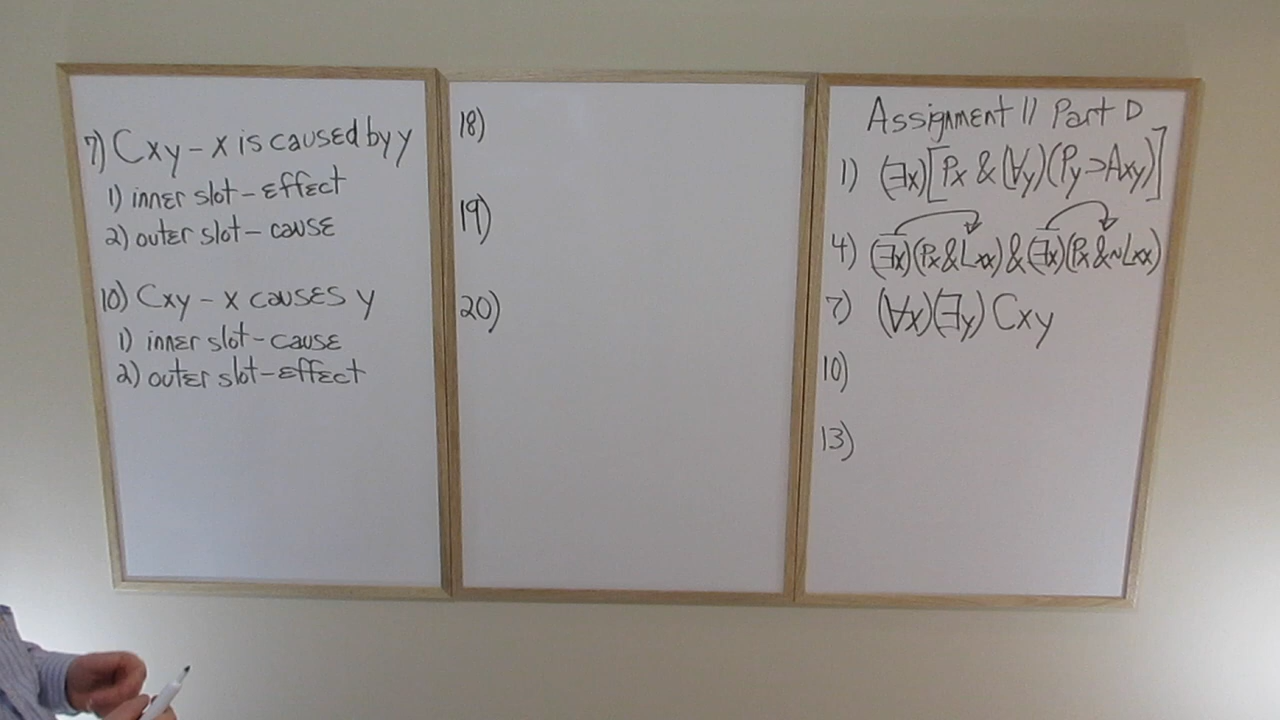 7) Cxy – x is caused by y
1) inner slot – effect
2) outer slot – cause
10) Cxy – x causes y
1) inner slot – cause
2) outer slot – effect
18)
19)
20)
Assignment 11 Part D
1) (∃x)[Px & (∀y)(Py ⊃ Axy)]
4) (∃x)(Px & Lxx) & (∃x)(Px & ~Lxx)
7) (∀x)(∃y) Cxy
10)
13)